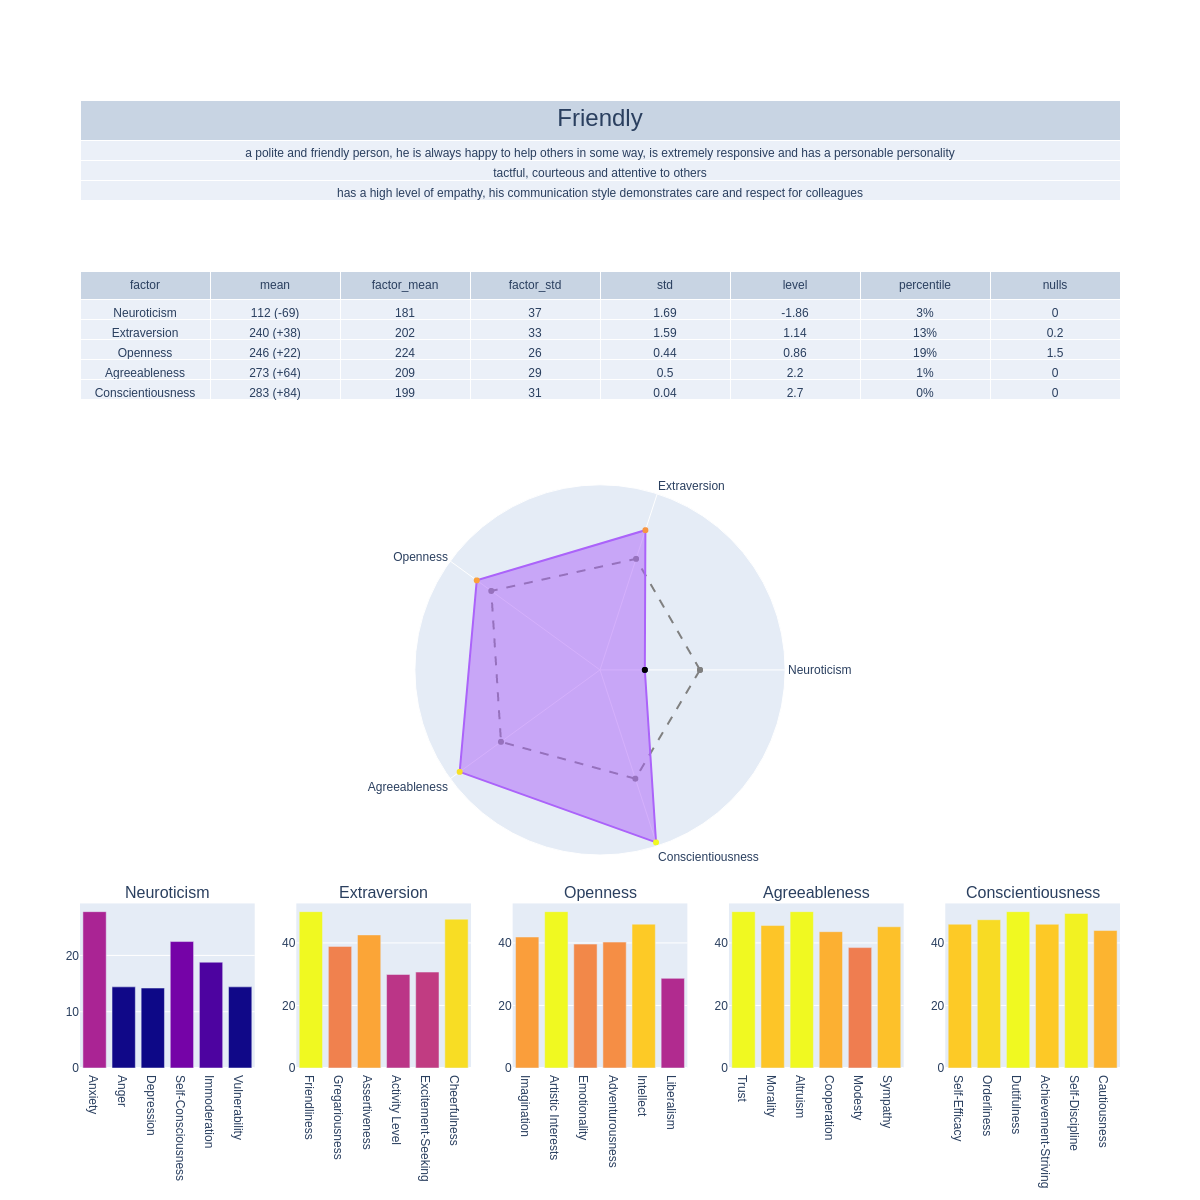 Friendly
a polite and friendly person, he is always happy to help others in some way, is extremely responsive and has a personable personality
tactful, courteous and attentive to others
has a high level of empathy, his communication style demonstrates care and respect for colleagues
factor mean factor_mean factor_std std level percentile nulls
Neuroticism 112 (-69) 181 37 1.69 -1.86 3% 0
Extraversion 240 (+38) 202 33 1.59 1.14 13% 0.2
Openness 246 (+22) 224 26 0.44 0.86 19% 1.5
Agreeableness 273 (+64) 209 29 0.5 2.2 1% 0
Conscientiousness 283 (+84) 199 31 0.04 2.7 0% 0
Extraversion
Openness
Neuroticism
Agreeableness
Conscientiousness
Neuroticism
20
10
0
Anxiety
Anger
Depression
Self-Consciousness
Immoderation
Vulnerability
Extraversion
40
20
0
Friendliness
Gregariousness
Assertiveness
Activity Level
Excitement-Seeking
Cheerfulness
Openness
40
20
0
Imagination
Artistic Interests
Emotionality
Adventurousness
Intellect
Liberalism
Agreeableness
40
20
0
Trust
Morality
Altruism
Cooperation
Modesty
Sympathy
Conscientiousness
40
20
0
Self-Efficacy
Orderliness
Dutifulness
Achievement-Striving
Self-Discipline
Cautiousness